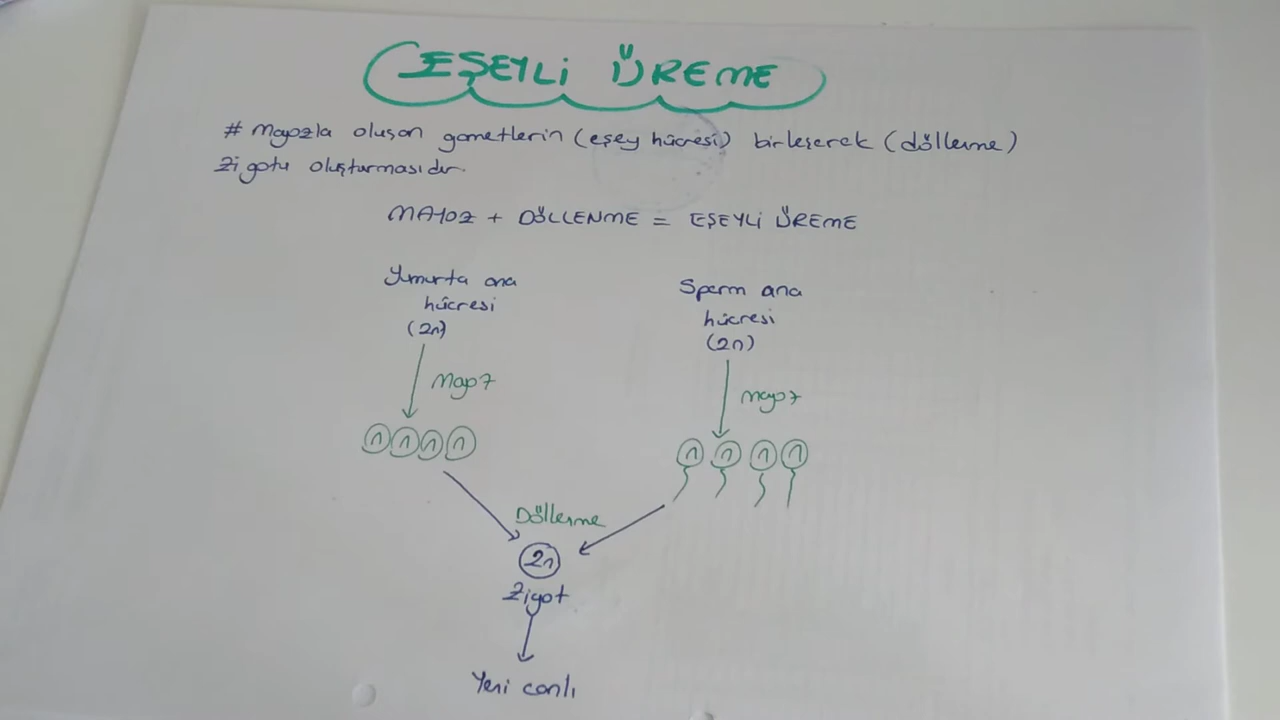 EŞEYLİ ÜREME
# Mayozla oluşan gametlerin (eşey hücresi) birleşerek (döllenme)
zigotu oluşturmasıdır.
MAYOZ + DÖLLENME = EŞEYLİ ÜREME
Yumurta ana
hücresi
(2n)
Mayoz
n n n n
Sperm ana
hücresi
(2n)
mayoz
n n n n
Döllenme
2n
Zigot
Yeni canlı